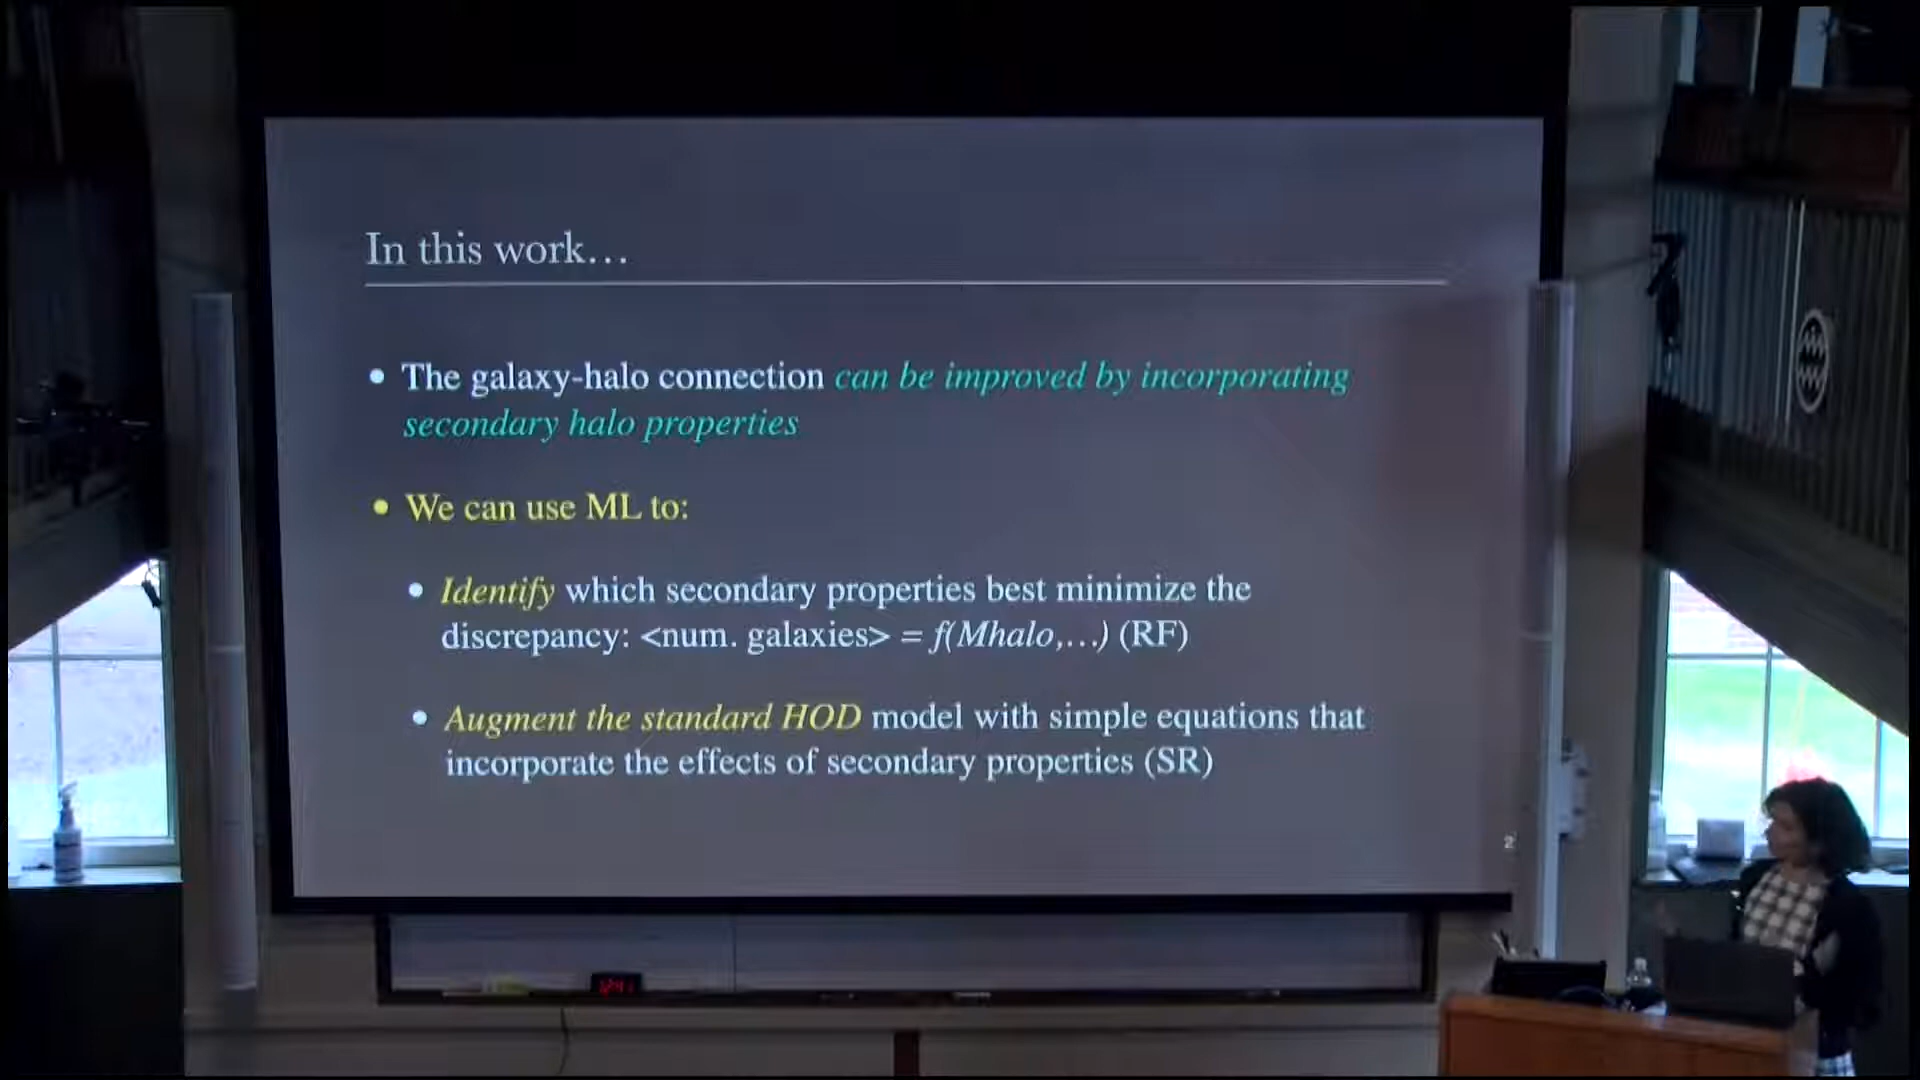 In this work…
• The galaxy-halo connection can be improved by incorporating
secondary halo properties
• We can use ML to:
• Identify which secondary properties best minimize the
discrepancy: <num. galaxies> = f(Mhalo,…) (RF)
• Augment the standard HOD model with simple equations that
incorporate the effects of secondary properties (SR)
2